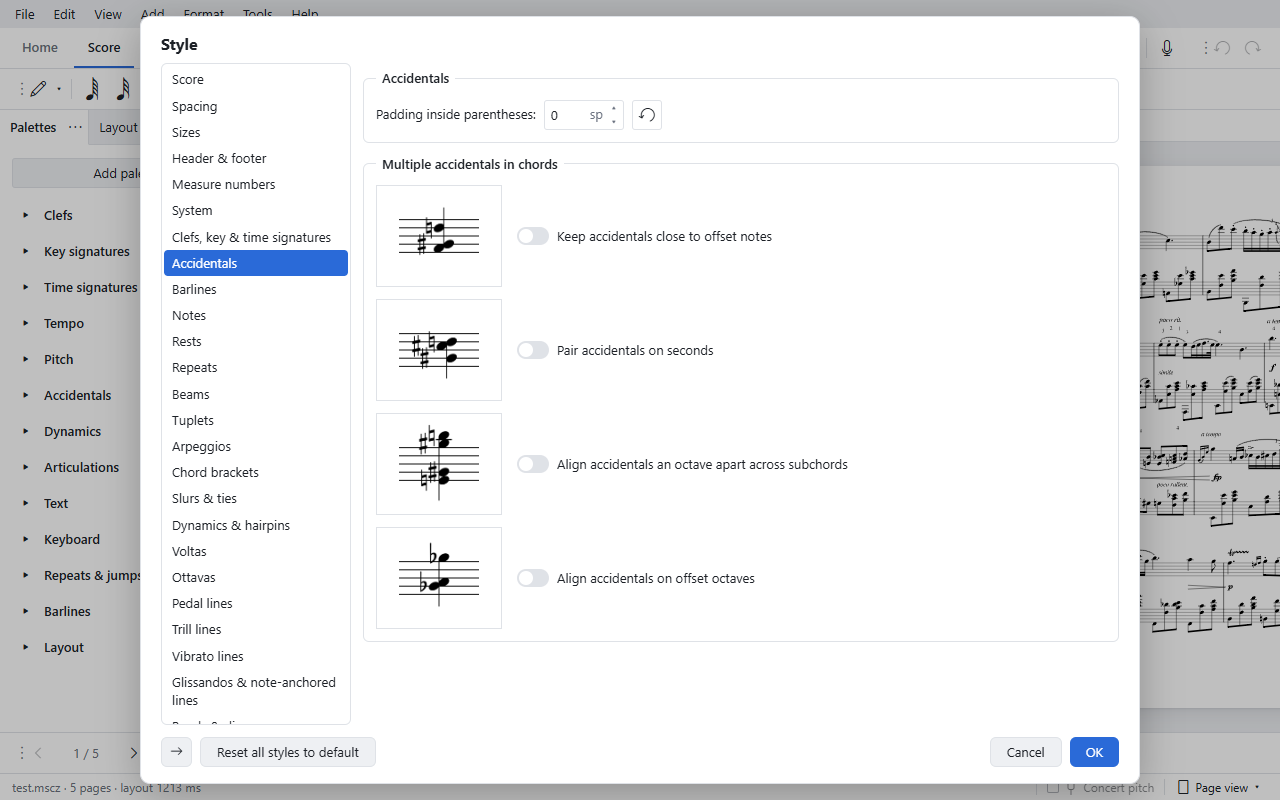 File Edit View Add Format Tools Help
Home Score
Palettes Layout
Clefs
Key signatures
Time signatures
Tempo
Pitch
Accidentals
Dynamics
Articulations
Text
Keyboard
Repeats & jumps
Barlines
Layout
1 / 5
test.mscz · 5 pages · layout 1213 ms
Concert pitch
Page view
Style
Score
Spacing
Sizes
Header & footer
Measure numbers
System
Clefs, key & time signatures
Accidentals
Barlines
Notes
Rests
Repeats
Beams
Tuplets
Arpeggios
Chord brackets
Slurs & ties
Dynamics & hairpins
Voltas
Ottavas
Pedal lines
Trill lines
Vibrato lines
Glissandos & note-anchored
lines
Accidentals
Padding inside parentheses: 0 sp
Multiple accidentals in chords
Keep accidentals close to offset notes
Pair accidentals on seconds
Align accidentals an octave apart across subchords
Align accidentals on offset octaves
Reset all styles to default
Cancel
OK
paco rit.
simile
a tempo
poco rallent.